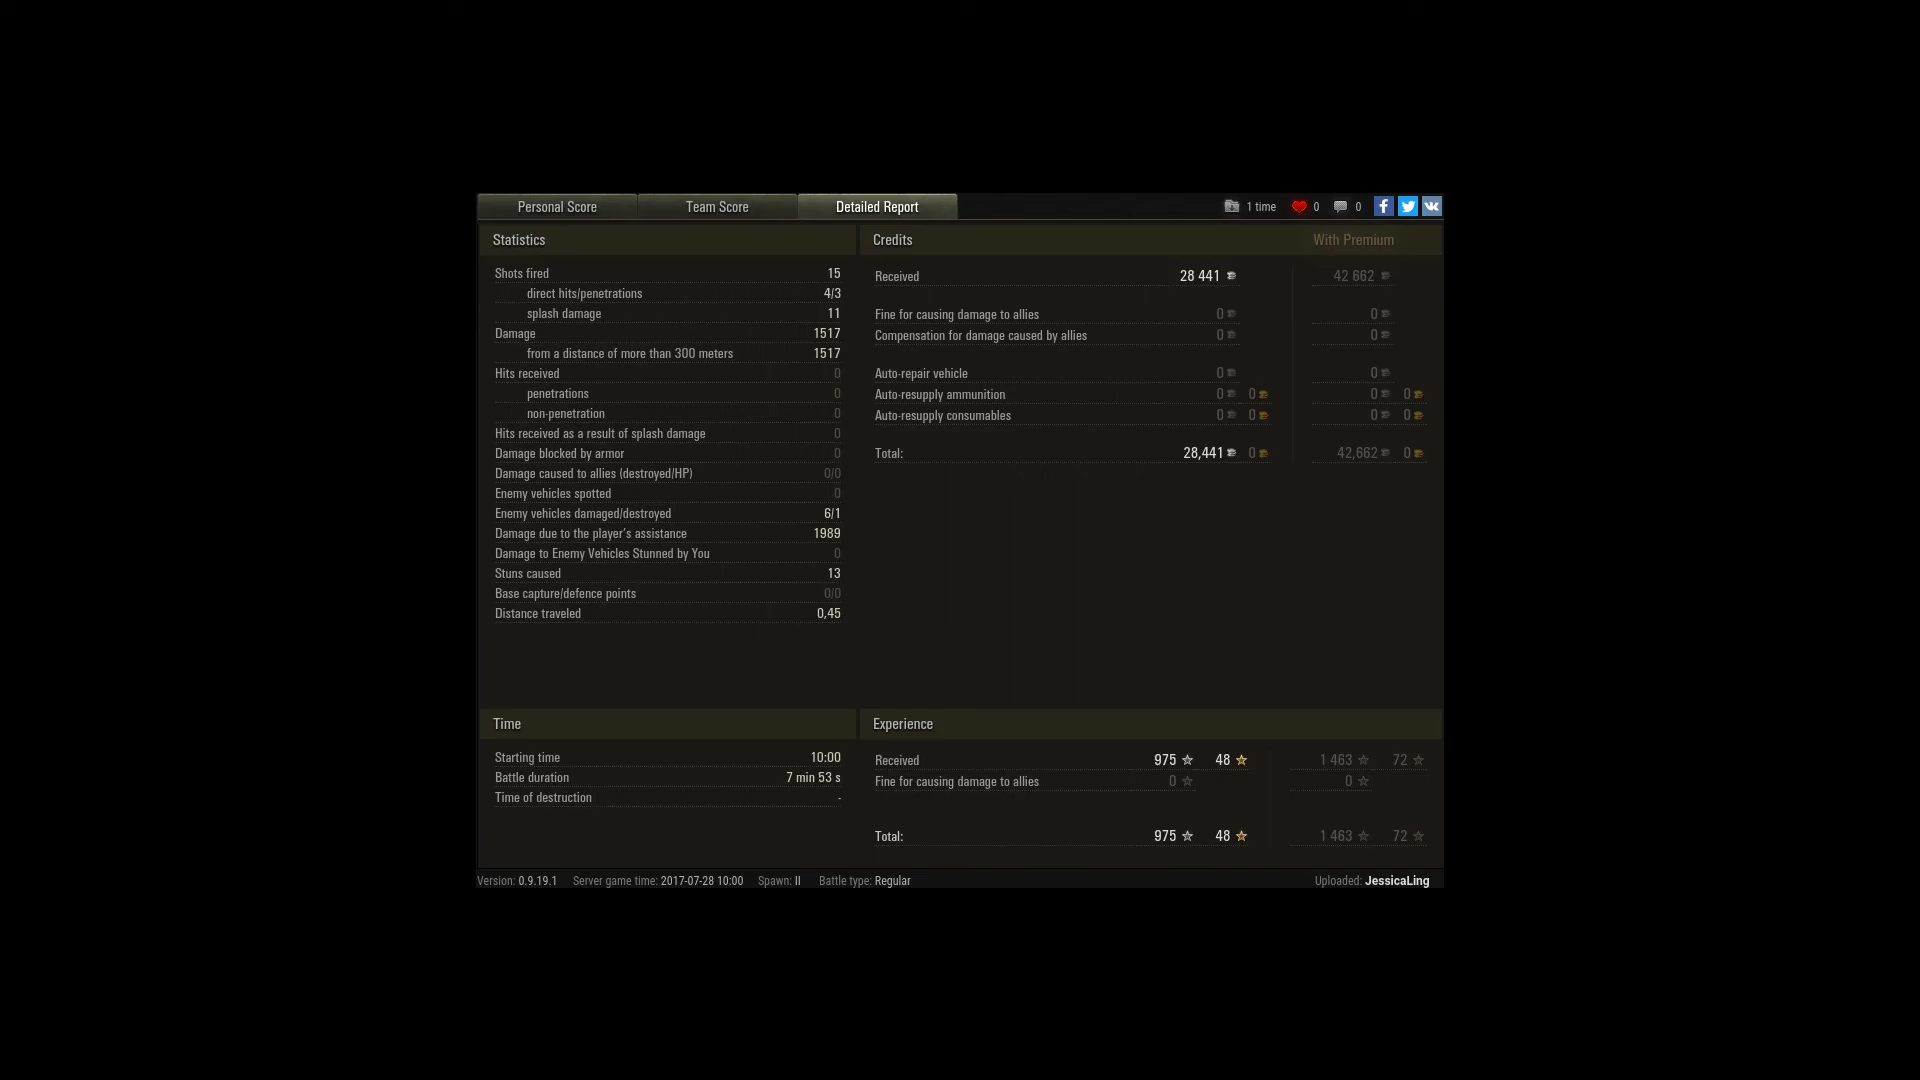 Personal Score Team Score Detailed Report 1 time 0 0
Statistics
Shots fired 15
direct hits/penetrations 4/3
splash damage 11
Damage 1517
from a distance of more than 300 meters 1517
Hits received 0
penetrations 0
non-penetration 0
Hits received as a result of splash damage 0
Damage blocked by armor 0
Damage caused to allies (destroyed/HP) 0/0
Enemy vehicles spotted 0
Enemy vehicles damaged/destroyed 6/1
Damage due to the player's assistance 1989
Damage to Enemy Vehicles Stunned by You 0
Stuns caused 13
Base capture/defence points 0/0
Distance traveled 0,45
Credits With Premium
Received 28 441 42 662
Fine for causing damage to allies 0 0
Compensation for damage caused by allies 0 0
Auto-repair vehicle 0 0
Auto-resupply ammunition 0 0 0 0
Auto-resupply consumables 0 0 0 0
Total: 28,441 0 42,662 0
Time
Starting time 10:00
Battle duration 7 min 53 s
Time of destruction -
Experience
Received 975 48 1 463 72
Fine for causing damage to allies 0 0
Total: 975 48 1 463 72
Version: 0.9.19.1 Server game time: 2017-07-28 10:00 Spawn: II Battle type: Regular Uploaded: JessicaLing